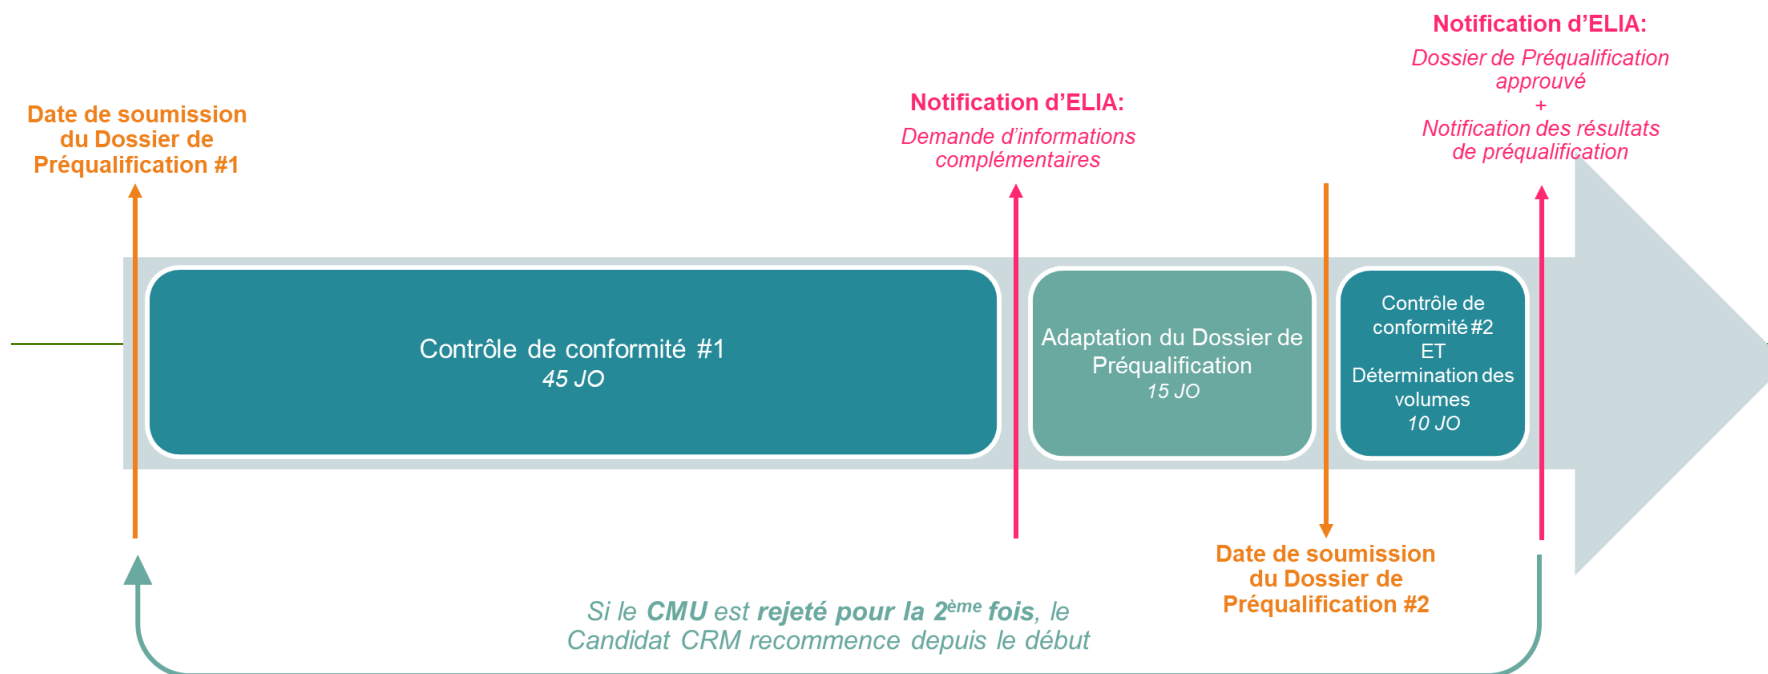 Notification d'ELIA:
Dossier de Préqualification
approuvé
+
Notification des résultats
de préqualification
Date de soumission
du Dossier de
Préqualification #1
Notification d'ELIA:
Demande d'informations
complémentaires
Contrôle de conformité #1
45 JO
Adaptation du Dossier de
Préqualification
15 JO
Contrôle de
conformité #2
ET
Détermination des
volumes
10 JO
Date de soumission
du Dossier de
Préqualification #2
Si le CMU est rejeté pour la 2ème fois, le
Candidat CRM recommence depuis le début